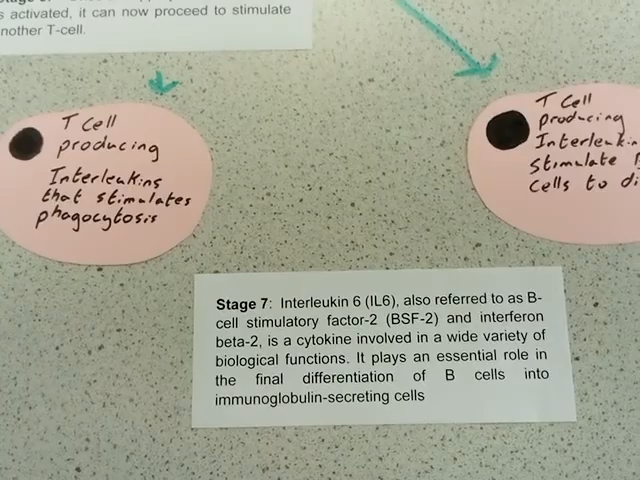 s activated, it can now proceed to stimulate
nother T-cell.
T Cell
producing
Interleukins
that stimulates
phagocytosis
T Cell
producing
Interleukin
stimulate
cells to di
Stage 7: Interleukin 6 (IL6), also referred to as B-
cell stimulatory factor-2 (BSF-2) and interferon
beta-2, is a cytokine involved in a wide variety of
biological functions. It plays an essential role in
the final differentiation of B cells into
immunoglobulin-secreting cells